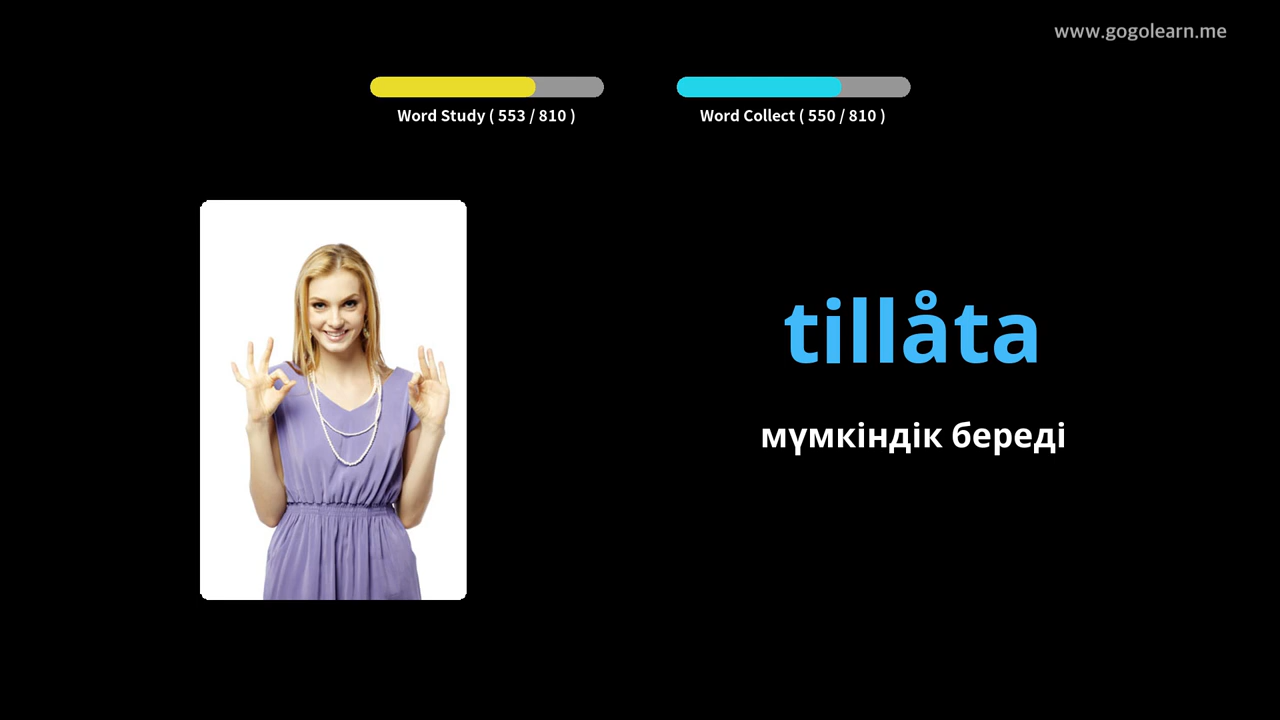 www.gogolearn.me
Word Study ( 553 / 810 )
Word Collect ( 550 / 810 )
tillåta
мүмкіндік береді